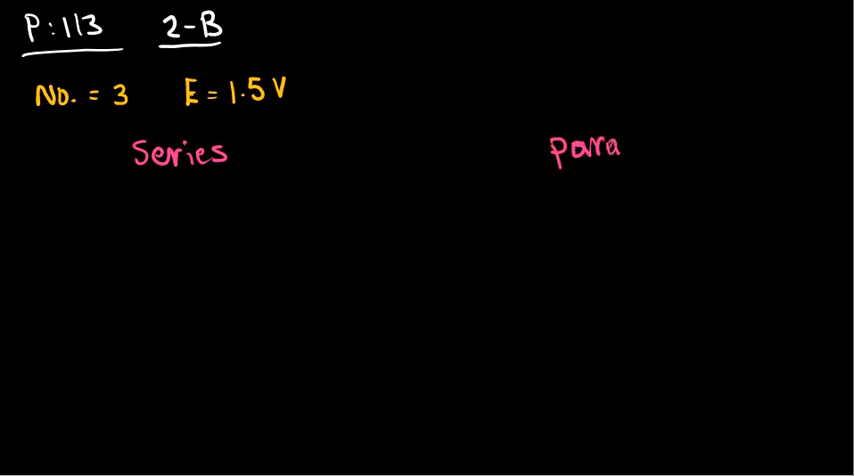 P:113 2-B
No. = 3 E = 1.5 V
Series para